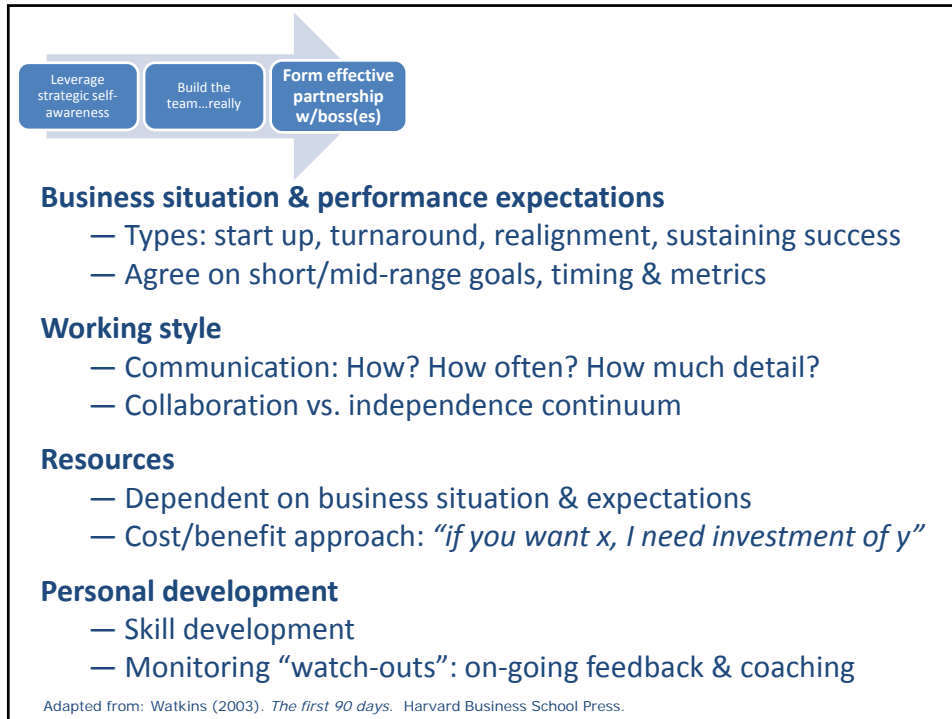 Leverage
strategic self-
awareness
Build the
team…really
Form effective
partnership
w/boss(es)
Business situation & performance expectations
— Types: start up, turnaround, realignment, sustaining success
— Agree on short/mid-range goals, timing & metrics
Working style
— Communication: How? How often? How much detail?
— Collaboration vs. independence continuum
Resources
— Dependent on business situation & expectations
— Cost/benefit approach: “if you want x, I need investment of y”
Personal development
— Skill development
— Monitoring “watch-outs”: on-going feedback & coaching
Adapted from: Watkins (2003). The first 90 days. Harvard Business School Press.